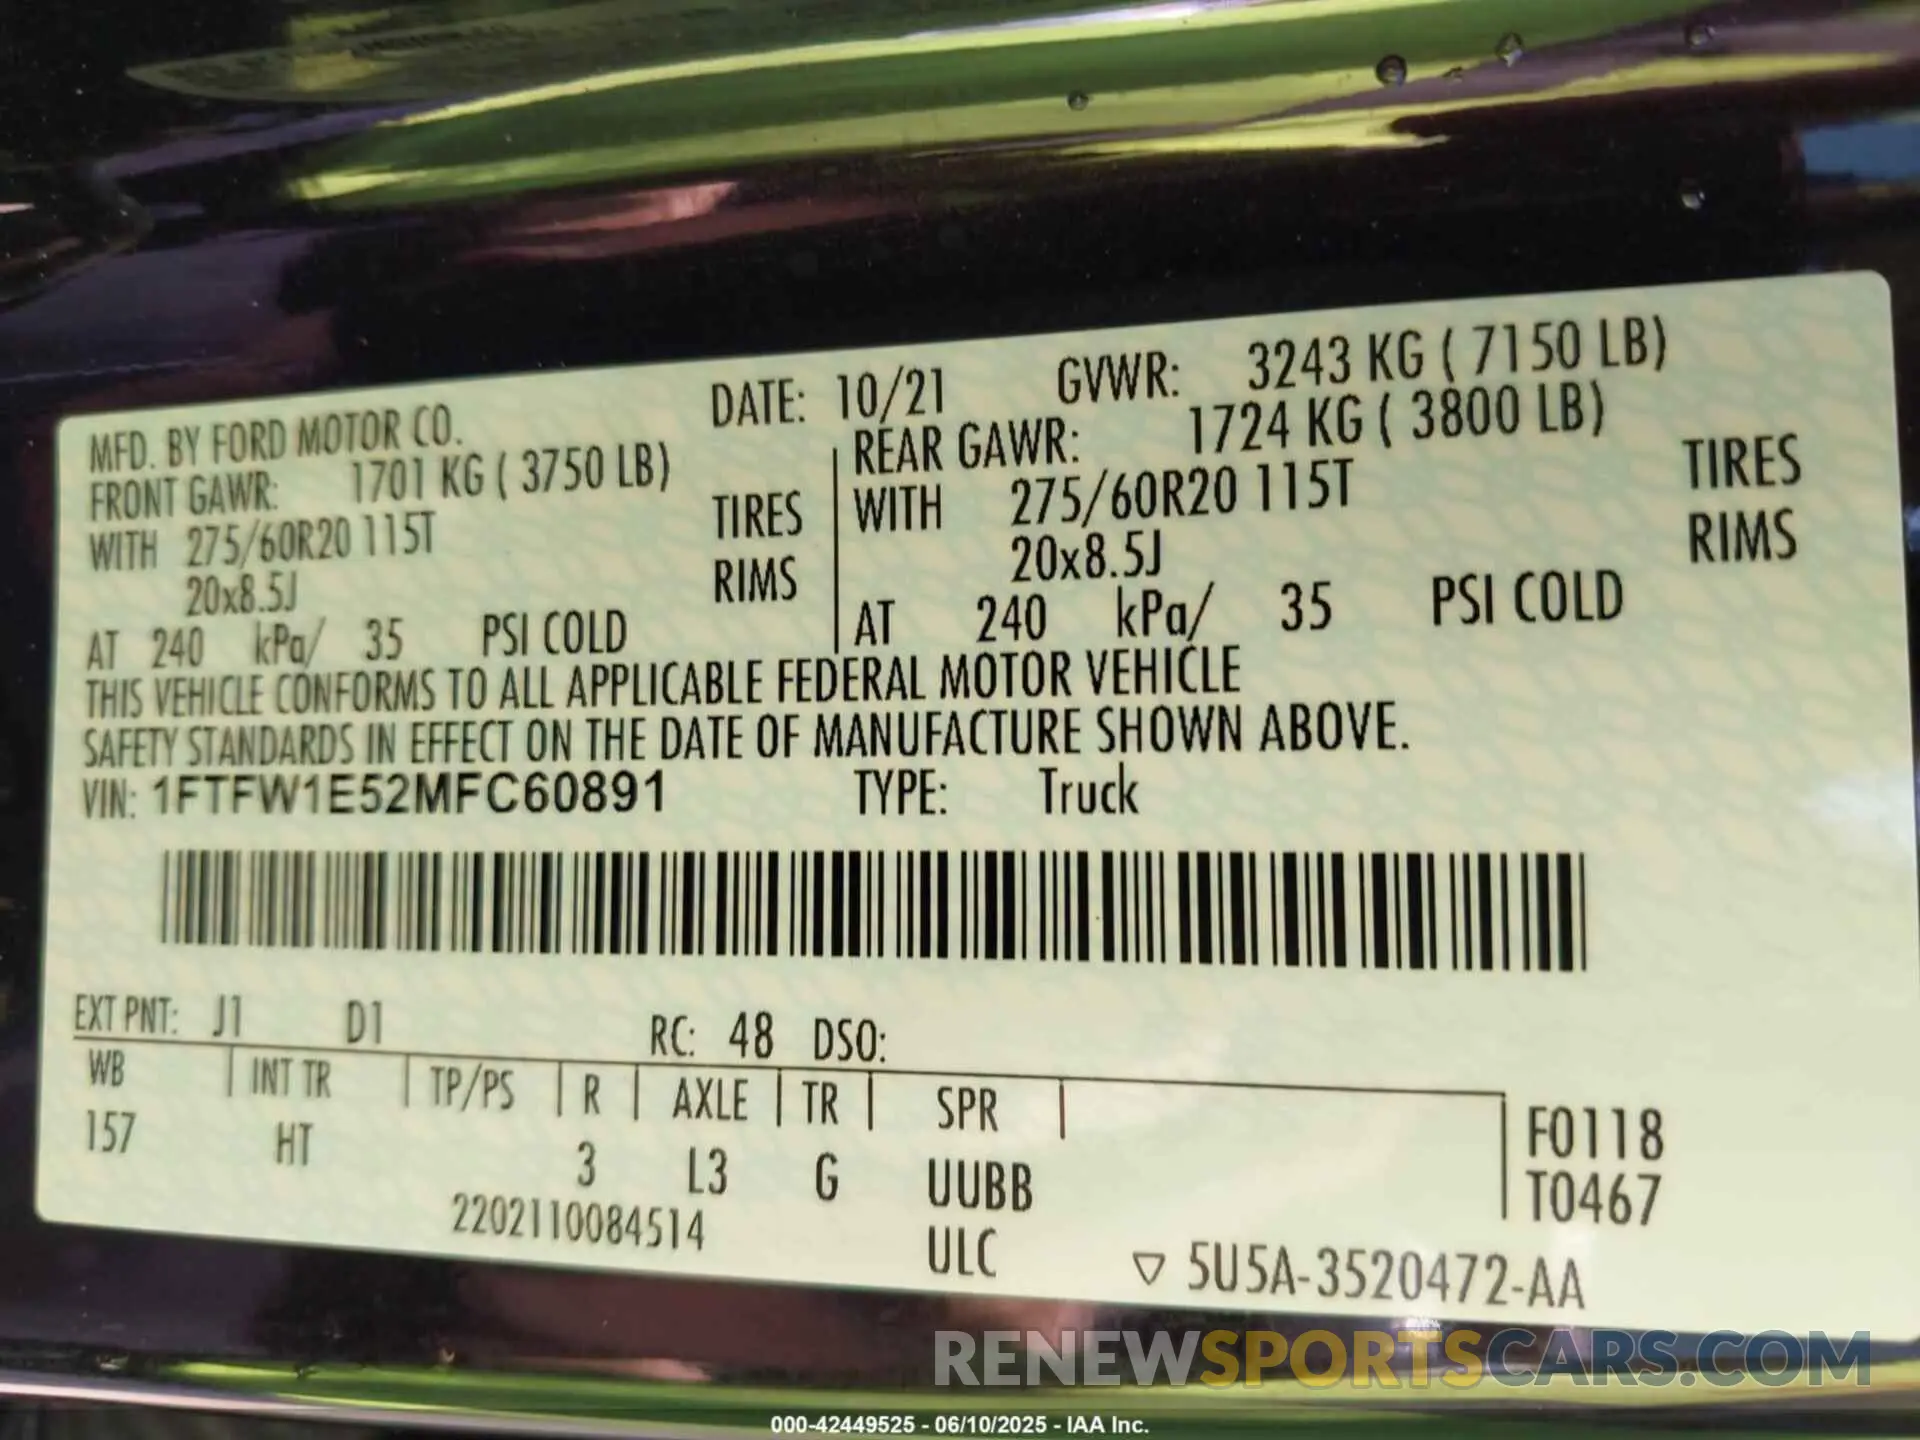 MFD. BY FORD MOTOR CO. DATE: 10/21 GVWR: 3243 KG ( 7150 LB)
FRONT GAWR: 1701 KG ( 3750 LB)
WITH 275/60R20 115T TIRES
20x8.5J RIMS
AT 240 kPa/ 35 PSI COLD
REAR GAWR: 1724 KG ( 3800 LB)
WITH 275/60R20 115T TIRES
20x8.5J RIMS
AT 240 kPa/ 35 PSI COLD
THIS VEHICLE CONFORMS TO ALL APPLICABLE FEDERAL MOTOR VEHICLE
SAFETY STANDARDS IN EFFECT ON THE DATE OF MANUFACTURE SHOWN ABOVE.
VIN: 1FTFW1E52MFC60891 TYPE: Truck
EXT PNT: J1 D1 RC: 48 DSO:
WB | INT TR | TP/PS | R | AXLE | TR | SPR |
157 HT 3 L3 G UUBB
2202110084514 ULC
F0118
T0467
▽ 5U5A-3520472-AA
RENEWSPORTSCARS.COM
000-42449525 - 06/10/2025 - IAA Inc.